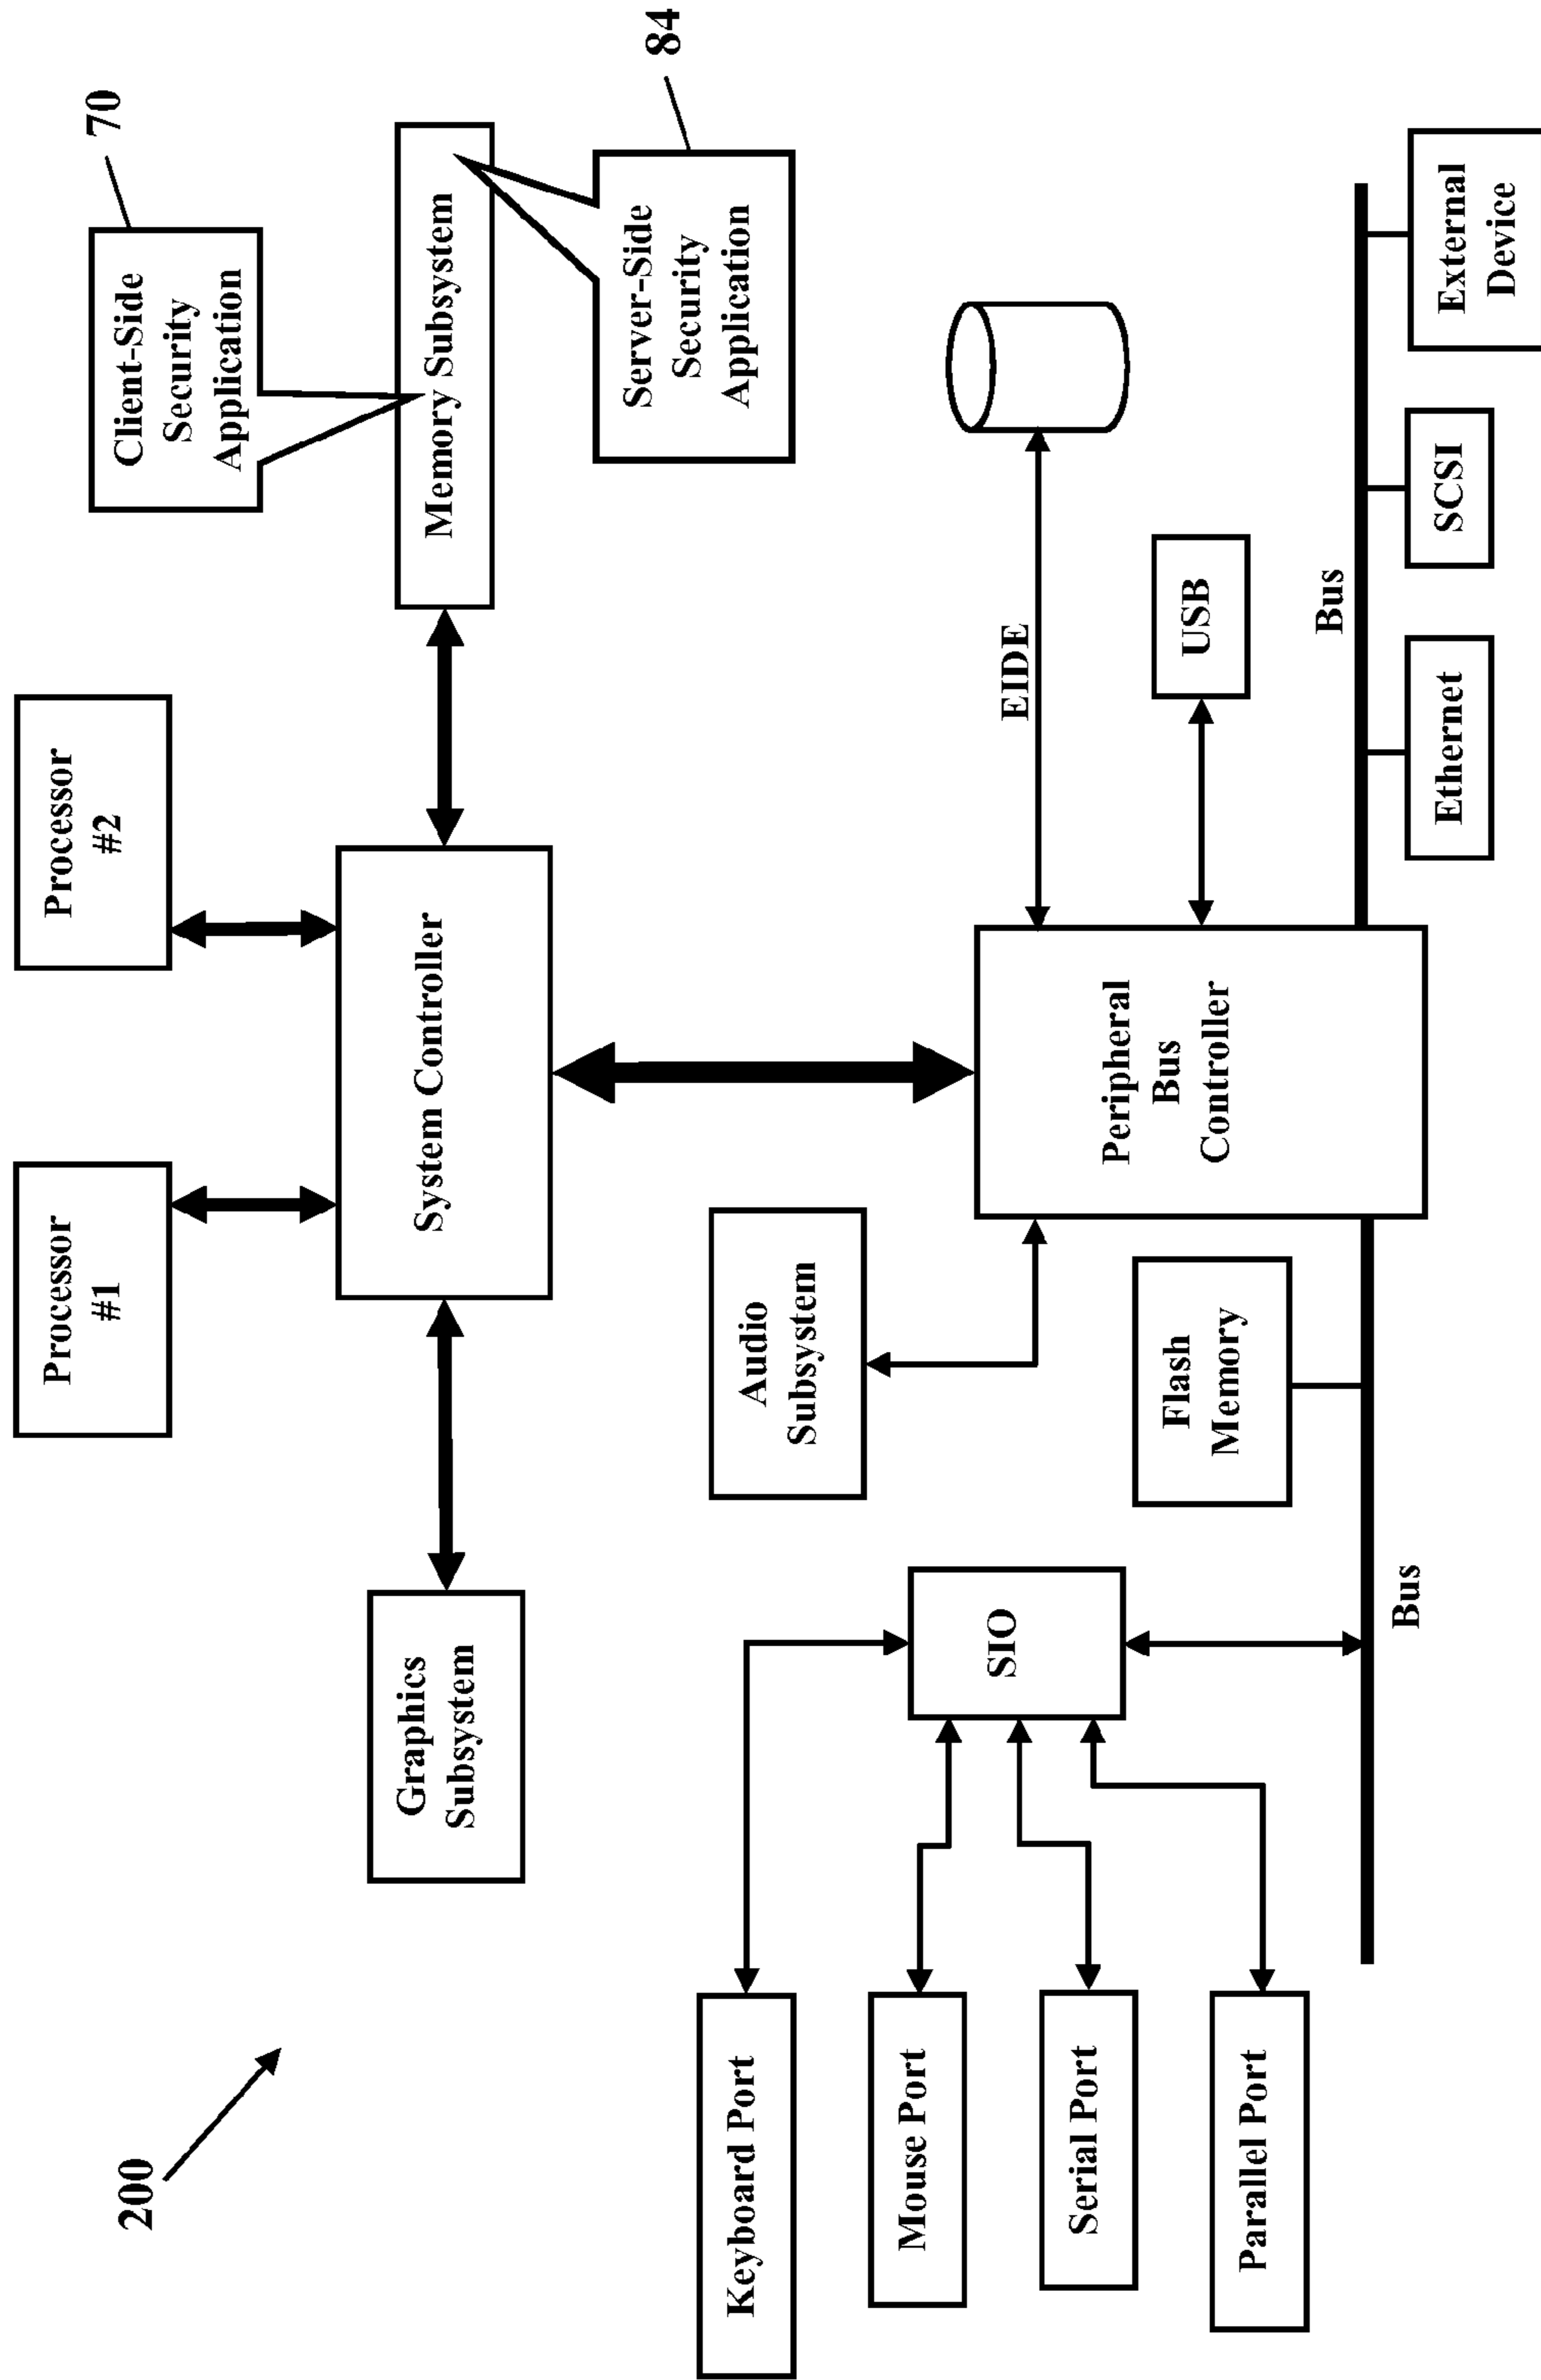 200
Processor
#1
Processor
#2
Client-Side
Security
Application
70
Graphics
Subsystem
System Controller
Memory Subsystem
Server-Side
Security
Application
84
Keyboard Port
Mouse Port
Serial Port
Parallel Port
SIO
Audio
Subsystem
Flash
Memory
Peripheral
Bus
Controller
EIDE
USB
Bus
Bus
Ethernet
SCSI
External
Device